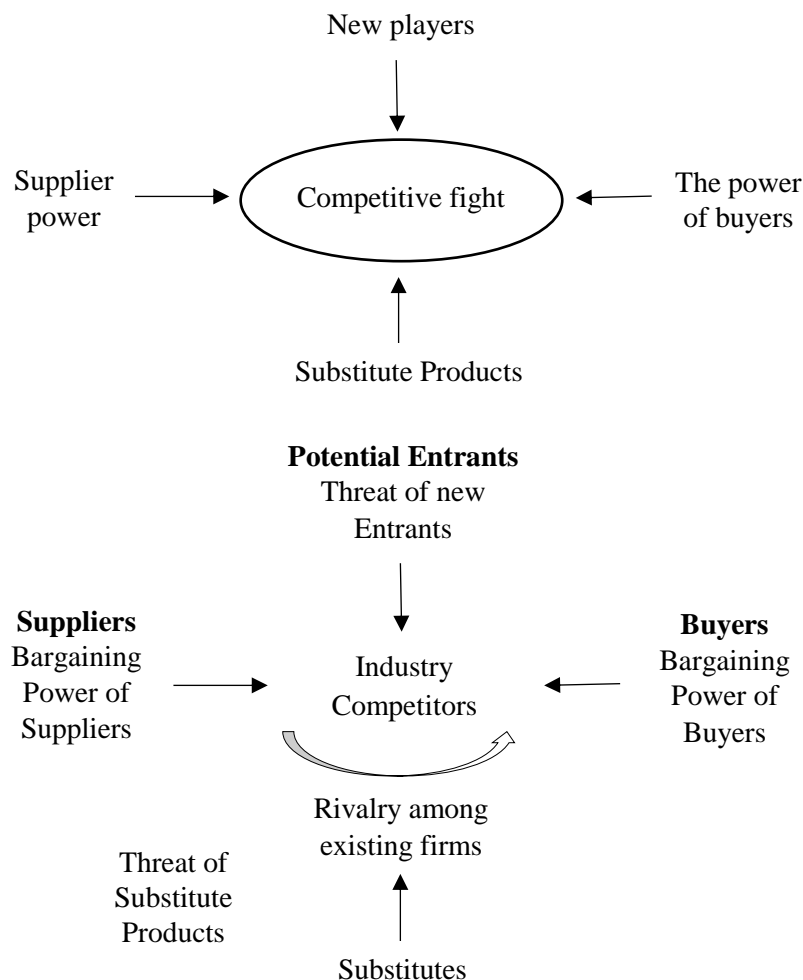 New players
Supplier
power
Competitive fight
The power
of buyers
Substitute Products
Potential Entrants
Threat of new
Entrants
Suppliers
Bargaining
Power of
Suppliers
Industry
Competitors
Buyers
Bargaining
Power of
Buyers
Rivalry among
existing firms
Threat of
Substitute
Products
Substitutes